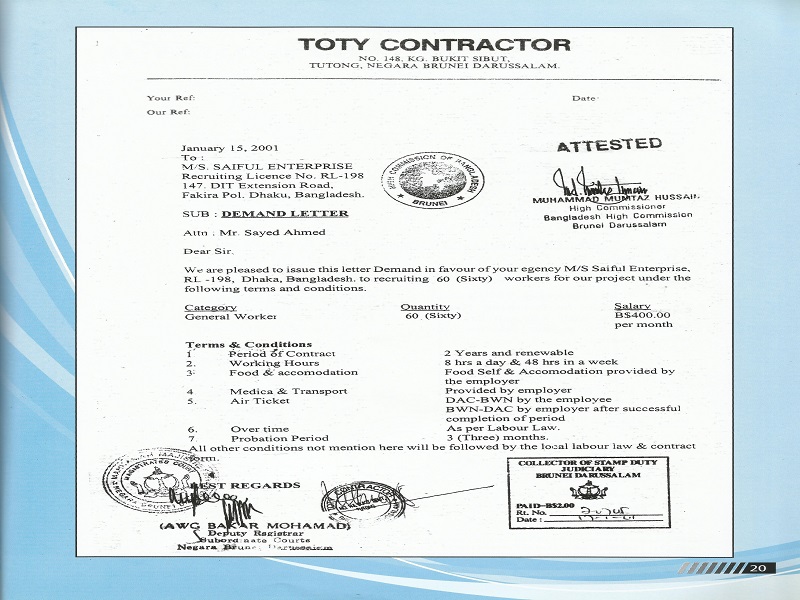 TOTY CONTRACTOR
NO. 148, KG. BUKIT SIBUT,
TUTONG, NEGARA BRUNEI DARUSSALAM.
Your Ref: Date:
Our Ref:
January 15, 2001
To :
M/S. SAIFUL ENTERPRISE
Recruiting Licence No. RL-198
147. DIT Extension Road,
Fakira Pol. Dhaku, Bangladesh.
COMMISSION OF BANGLADESH
BRUNEI
ATTESTED
MUHAMMAD MUMTAZ HUSSAIN
High Commissioner
Bangladesh High Commission
Brunei Darussalam
SUB : DEMAND LETTER
Attn : Mr. Sayed Ahmed
Dear Sir.
We are pleased to issue this letter Demand in favour of your egency M/S Saiful Enterprise,
RL -198, Dhaka, Bangladesh. to recruiting 60 (Sixty) workers for our project under the
following terms and conditions.
Category Quantity Salary
General Worker 60 (Sixty) B$400.00
per month
Terms & Conditions
1 Period of Contract 2 Years and renewable
2. Working Hours 8 hrs a day & 48 hrs in a week
3. Food & accomodation Food Self & Accomodation provided by
the employer
4 Medica & Transport Provided by employer
5. Air Ticket DAC-BWN by the employee
BWN-DAC by employer after successful
completion of period
6. Over time As per Labour Law.
7. Probation Period 3 (Three) months.
All other conditions not mention here will be followed by the local labour law & contract
form.
BEST REGARDS
(AWG BAKAR MOHAMAD)
Deputy Registrar
Subordinate Courts
Negara Brunei Darussalam
COLLECTOR OF STAMP DUTY
JUDICIARY
BRUNEI DARUSSALAM
PAID-B$2.00
Rt. No.
Date :
20